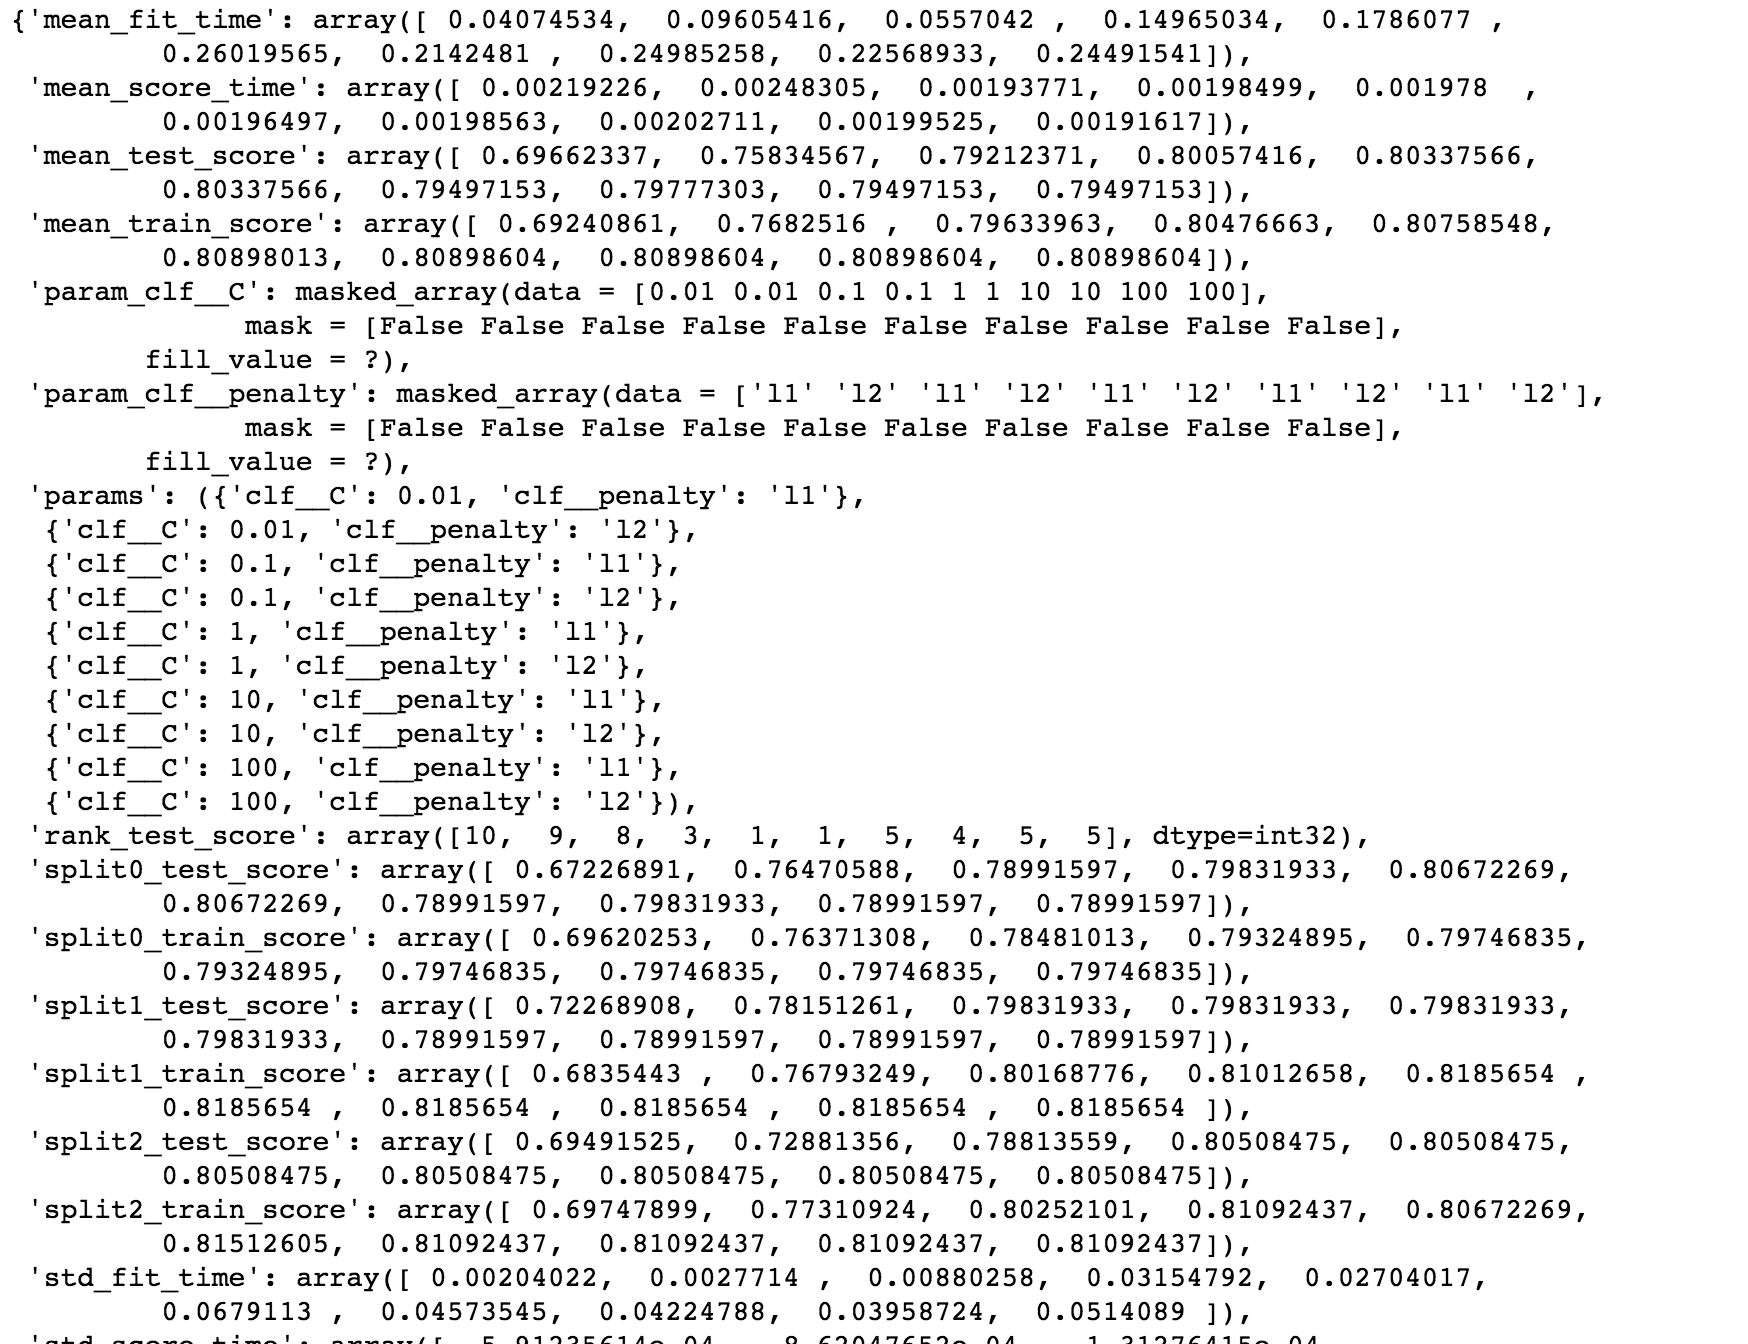 {'mean_fit_time': array([ 0.04074534,  0.09605416,  0.0557042 ,  0.14965034,  0.1786077 ,
         0.26019565,  0.2142481 ,  0.24985258,  0.22568933,  0.24491541]),
 'mean_score_time': array([ 0.00219226,  0.00248305,  0.00193771,  0.00198499,  0.001978  ,
         0.00196497,  0.00198563,  0.00202711,  0.00199525,  0.00191617]),
 'mean_test_score': array([ 0.69662337,  0.75834567,  0.79212371,  0.80057416,  0.80337566,
         0.80337566,  0.79497153,  0.79777303,  0.79497153,  0.79497153]),
 'mean_train_score': array([ 0.69240861,  0.7682516 ,  0.79633963,  0.80476663,  0.80758548,
         0.80898013,  0.80898604,  0.80898604,  0.80898604,  0.80898604]),
 'param_clf__C': masked_array(data = [0.01 0.01 0.1 0.1 1 1 10 10 100 100],
              mask = [False False False False False False False False False False],
        fill_value = ?),
 'param_clf__penalty': masked_array(data = ['l1' 'l2' 'l1' 'l2' 'l1' 'l2' 'l1' 'l2' 'l1' 'l2'],
              mask = [False False False False False False False False False False],
        fill_value = ?),
 'params': ({'clf__C': 0.01, 'clf__penalty': 'l1'},
  {'clf__C': 0.01, 'clf__penalty': 'l2'},
  {'clf__C': 0.1, 'clf__penalty': 'l1'},
  {'clf__C': 0.1, 'clf__penalty': 'l2'},
  {'clf__C': 1, 'clf__penalty': 'l1'},
  {'clf__C': 1, 'clf__penalty': 'l2'},
  {'clf__C': 10, 'clf__penalty': 'l1'},
  {'clf__C': 10, 'clf__penalty': 'l2'},
  {'clf__C': 100, 'clf__penalty': 'l1'},
  {'clf__C': 100, 'clf__penalty': 'l2'}),
 'rank_test_score': array([10,  9,  8,  3,  1,  1,  5,  4,  5,  5], dtype=int32),
 'split0_test_score': array([ 0.67226891,  0.76470588,  0.78991597,  0.79831933,  0.80672269,
         0.80672269,  0.78991597,  0.79831933,  0.78991597,  0.78991597]),
 'split0_train_score': array([ 0.69620253,  0.76371308,  0.78481013,  0.79324895,  0.79746835,
         0.79324895,  0.79746835,  0.79746835,  0.79746835,  0.79746835]),
 'split1_test_score': array([ 0.72268908,  0.78151261,  0.79831933,  0.79831933,  0.79831933,
         0.79831933,  0.78991597,  0.78991597,  0.78991597,  0.78991597]),
 'split1_train_score': array([ 0.6835443 ,  0.76793249,  0.80168776,  0.81012658,  0.8185654 ,
         0.8185654 ,  0.8185654 ,  0.8185654 ,  0.8185654 ,  0.8185654 ]),
 'split2_test_score': array([ 0.69491525,  0.72881356,  0.78813559,  0.80508475,  0.80508475,
         0.80508475,  0.80508475,  0.80508475,  0.80508475,  0.80508475]),
 'split2_train_score': array([ 0.69747899,  0.77310924,  0.80252101,  0.81092437,  0.80672269,
         0.81512605,  0.81092437,  0.81092437,  0.81092437,  0.81092437]),
 'std_fit_time': array([ 0.00204022,  0.0027714 ,  0.00880258,  0.03154792,  0.02704017,
         0.0679113 ,  0.04573545,  0.04224788,  0.03958724,  0.0514089 ]),
 'std_score_time': array([